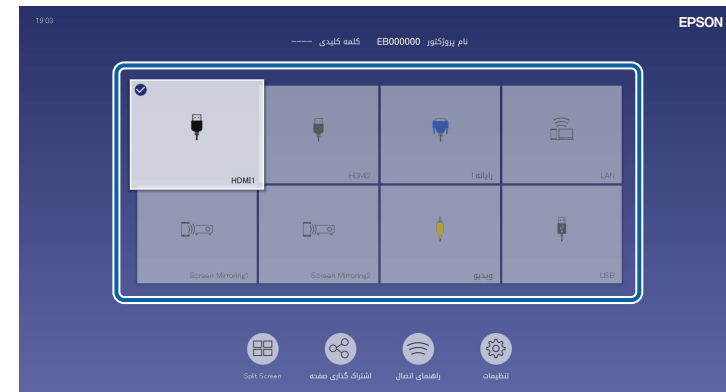 19:03
EPSON
نام پروژکتور EB000000 کلمه کلیدی : ----
HDMI1
HDMI2
رایانه 1
LAN
Screen Mirroring1
Screen Mirroring2
ویدیو
USB
Split Screen
اشتراک گذاری صفحه
راهنمای اتصال
تنظیمات